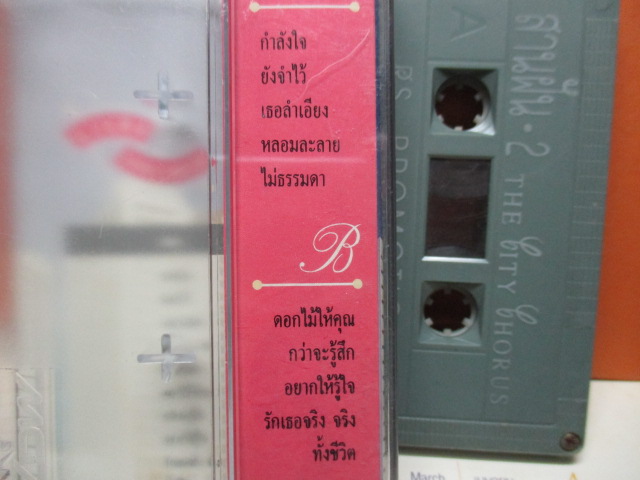 กำลังใจ
ยังจำไว้
เธอลำเอียง
หลอมละลาย
ไม่ธรรมดา
B
ดอกไม้ให้คุณ
กว่าจะรู้สึก
อยากให้รู้ใจ
รักเธอจริง จริง
ทั้งชีวิต
A
สานฝัน • 2 THE CITY CHORUS
March